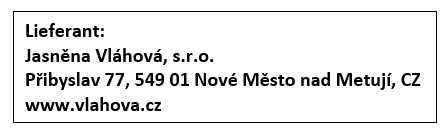 Lieferant:
Jasněna Vláhová, s.r.o.
Přibyslav 77, 549 01 Nové Město nad Metují, CZ
www.vlahova.cz